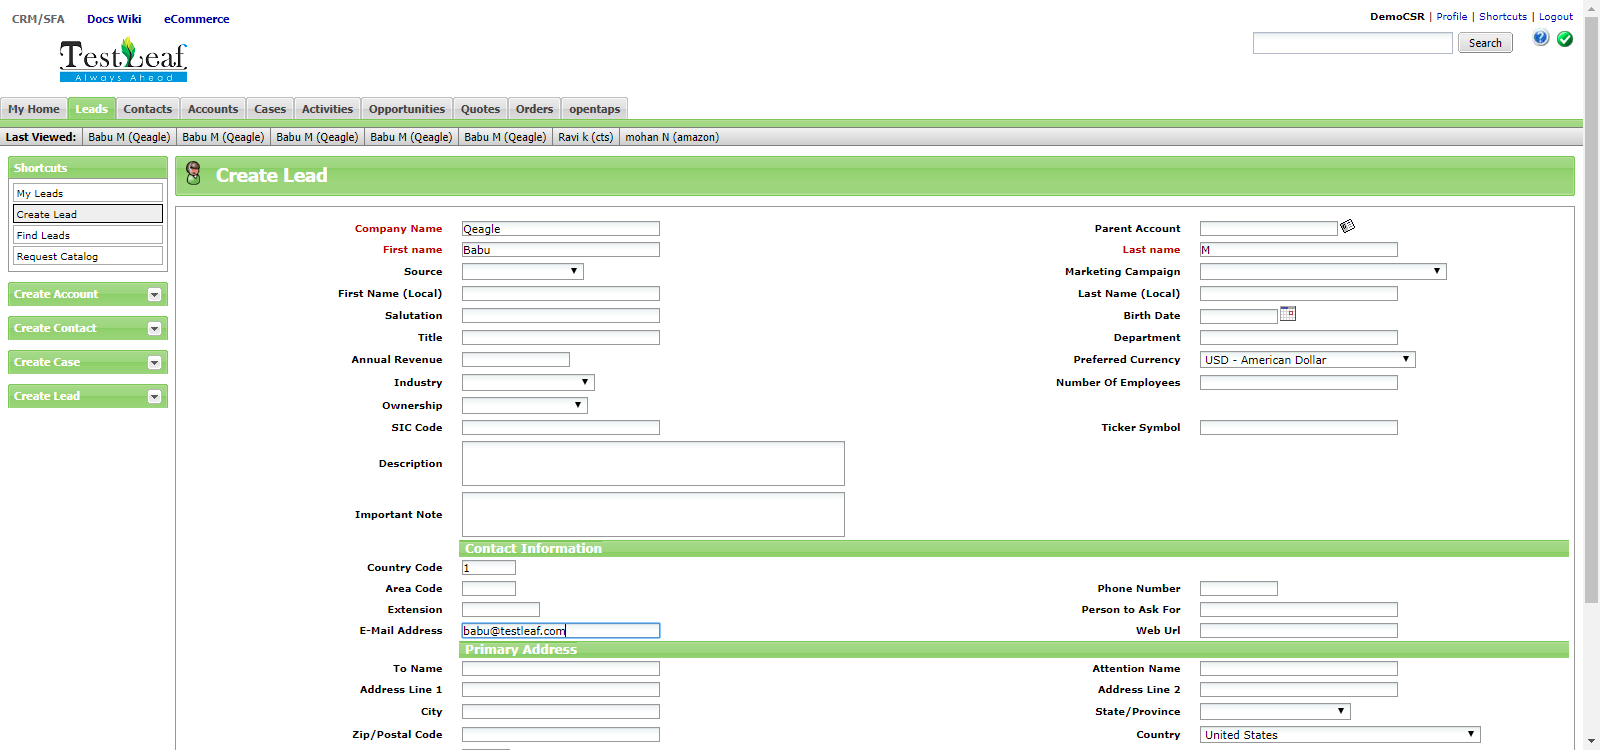 CRM/SFA Docs Wiki eCommerce
DemoCSR | Profile | Shortcuts | Logout
TestLeaf
Always Ahead
Search
My Home Leads Contacts Accounts Cases Activities Opportunities Quotes Orders opentaps
Last Viewed: Babu M (Qeagle) Babu M (Qeagle) Babu M (Qeagle) Babu M (Qeagle) Babu M (Qeagle) Ravi k (cts) mohan N (amazon)
Shortcuts
My Leads
Create Lead
Find Leads
Request Catalog
Create Account
Create Contact
Create Case
Create Lead
Create Lead
Company Name Qeagle Parent Account
First name Babu Last name M
Source Marketing Campaign
First Name (Local) Last Name (Local)
Salutation Birth Date
Title Department
Annual Revenue Preferred Currency USD - American Dollar
Industry Number Of Employees
Ownership
SIC Code Ticker Symbol
Description
Important Note
Contact Information
Country Code 1
Area Code Phone Number
Extension Person to Ask For
E-Mail Address babu@testleaf.com Web Url
Primary Address
To Name Attention Name
Address Line 1 Address Line 2
City State/Province
Zip/Postal Code Country United States